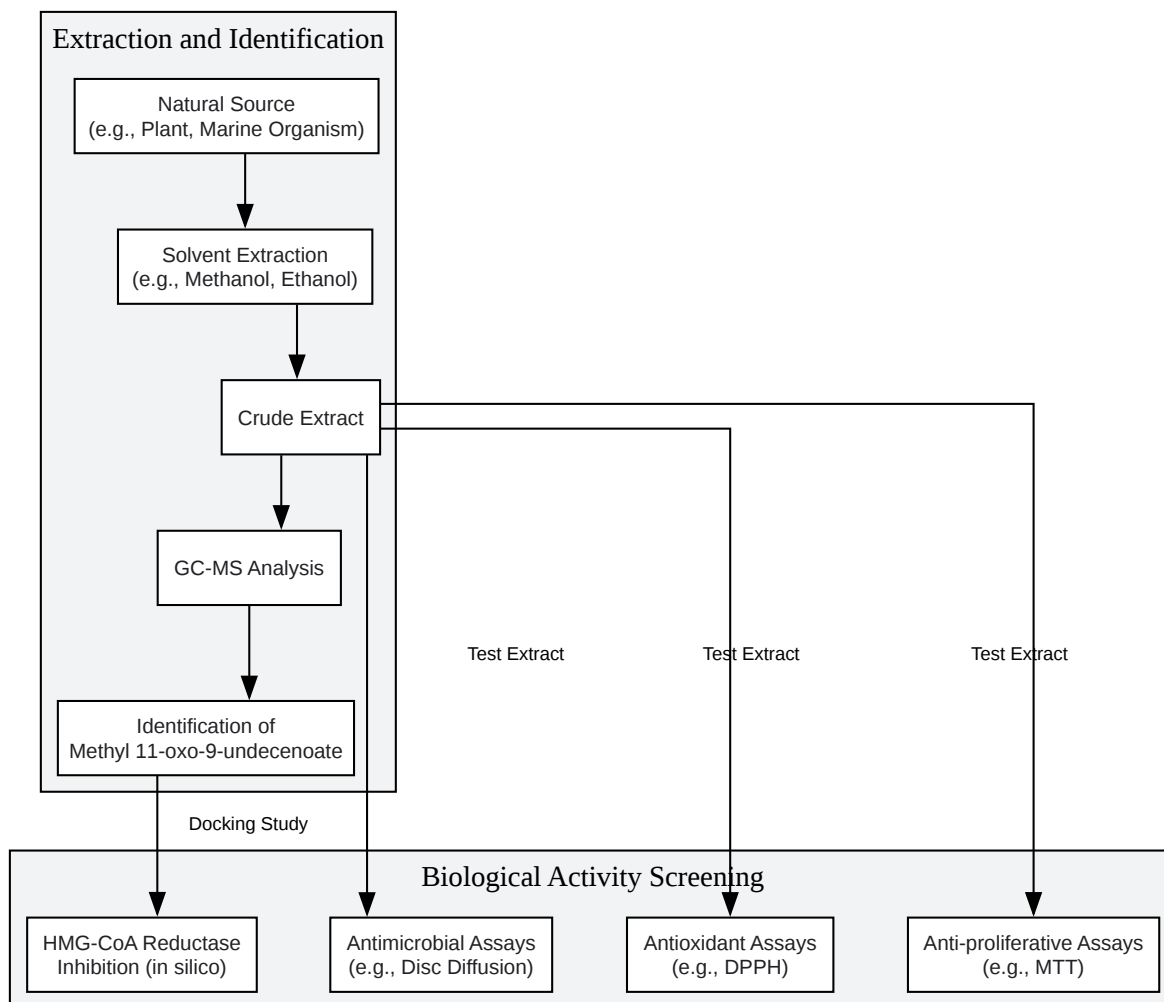 Extraction and Identification
Natural Source
(e.g., Plant, Marine Organism)
Solvent Extraction
(e.g., Methanol, Ethanol)
Crude Extract
GC-MS Analysis
Test Extract
Test Extract
Test Extract
Identification of
Methyl 11-oxo-9-undecenoate
Docking Study
Biological Activity Screening
HMG-CoA Reductase
Inhibition (in silico)
Antimicrobial Assays
(e.g., Disc Diffusion)
Antioxidant Assays
(e.g., DPPH)
Anti-proliferative Assays
(e.g., MTT)